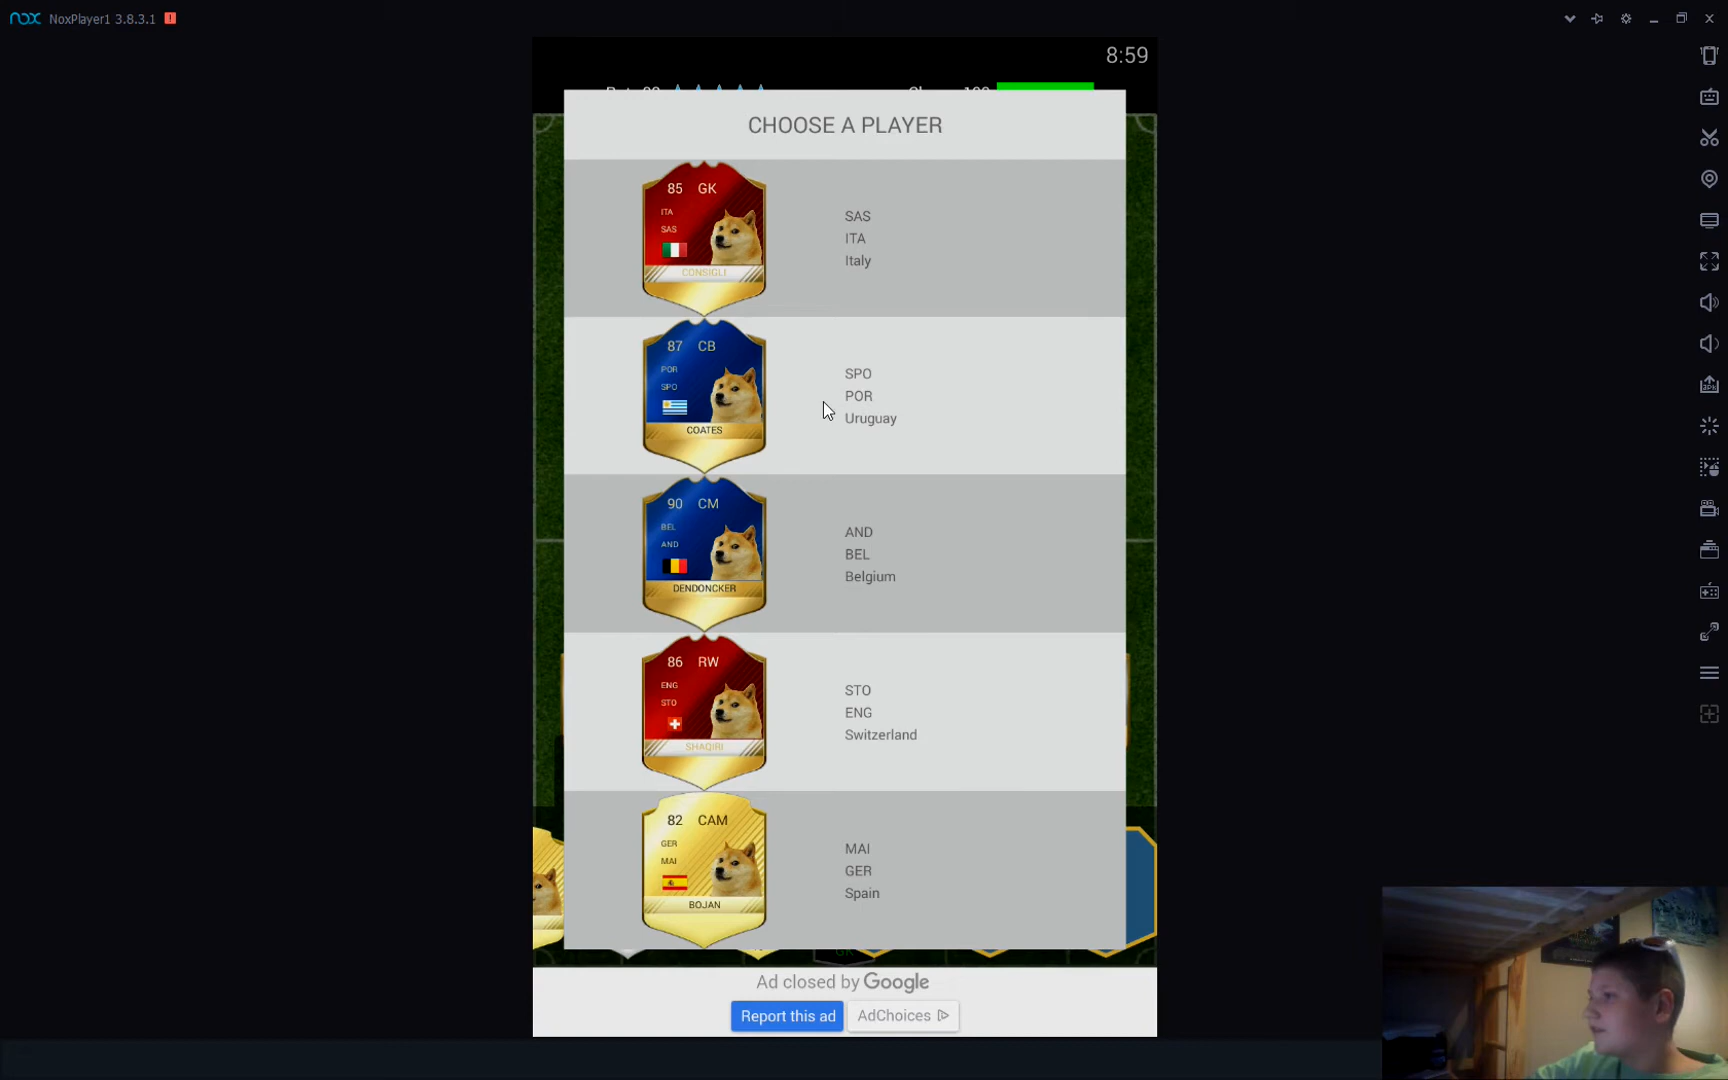 nox NoxPlayer1 3.8.3.1
8:59
CHOOSE A PLAYER
85 GK
ITA
SAS
CONSIGLI
SAS
ITA
Italy
87 CB
POR
SPO
COATES
SPO
POR
Uruguay
90 CM
BEL
AND
DENDONCKER
AND
BEL
Belgium
86 RW
ENG
STO
SHAQIRI
STO
ENG
Switzerland
82 CAM
GER
MAI
BOJAN
MAI
GER
Spain
GK
Ad closed by Google
Report this ad
AdChoices